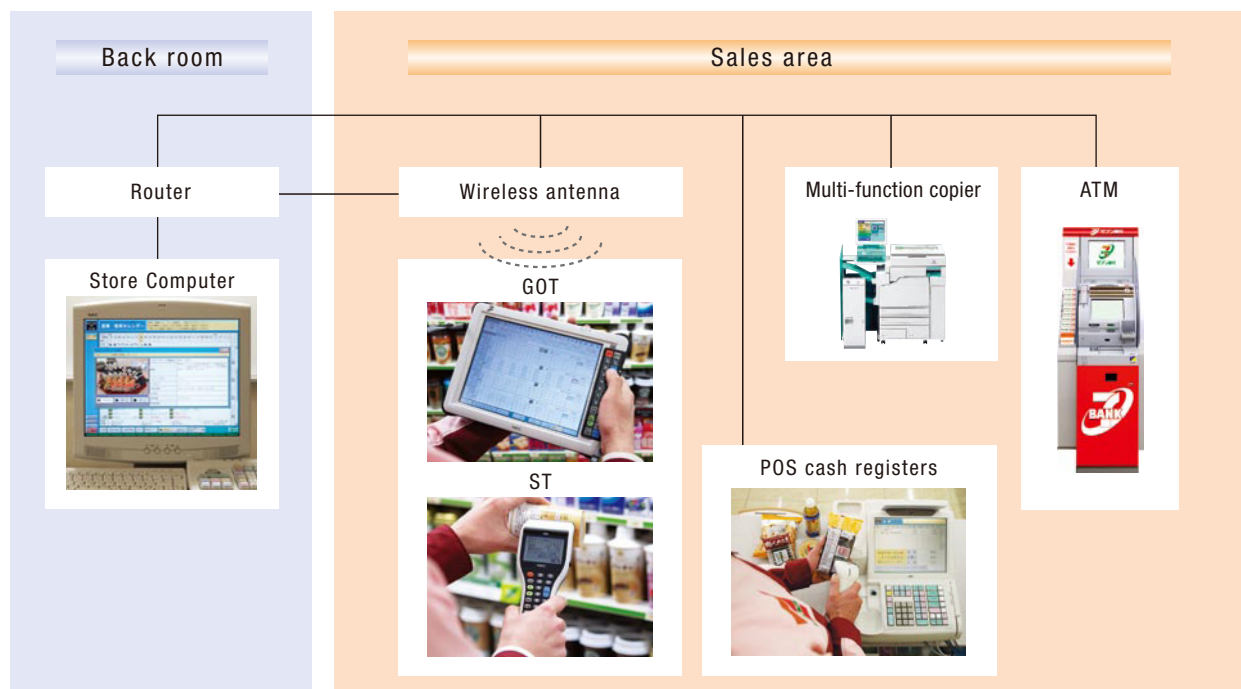 Back room
Sales area
Router
Wireless antenna
Multi-function copier
ATM
Store Computer
GOT
ST
POS cash registers
BANK